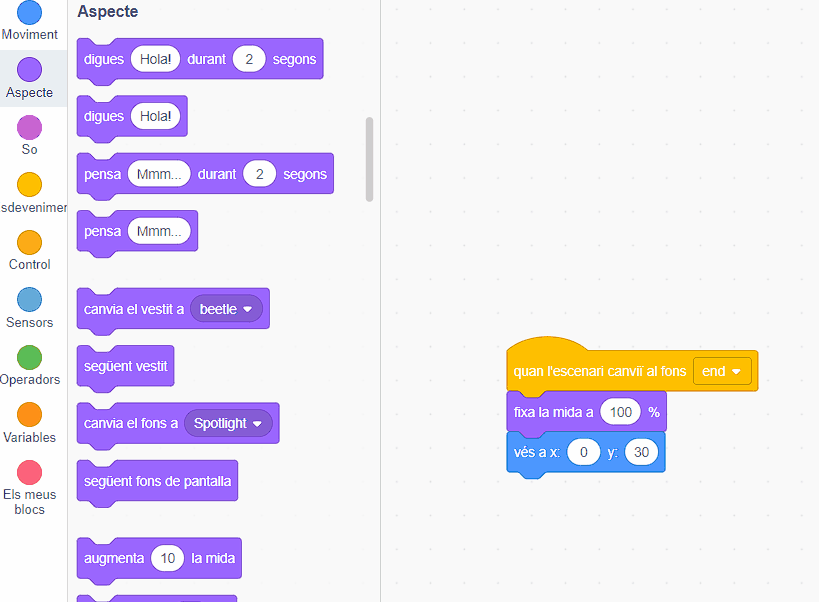 Moviment
Aspecte
So
sdevenimer
Control
Sensors
Operadors
Variables
Els meus
blocs
Aspecte
digues Hola! durant 2 segons
digues Hola!
pensa Mmm... durant 2 segons
pensa Mmm...
canvia el vestit a beetle
següent vestit
canvia el fons a Spotlight
següent fons de pantalla
augmenta 10 la mida
quan l'escenari canviï al fons end
fixa la mida a 100 %
vés a x: 0 y: 30